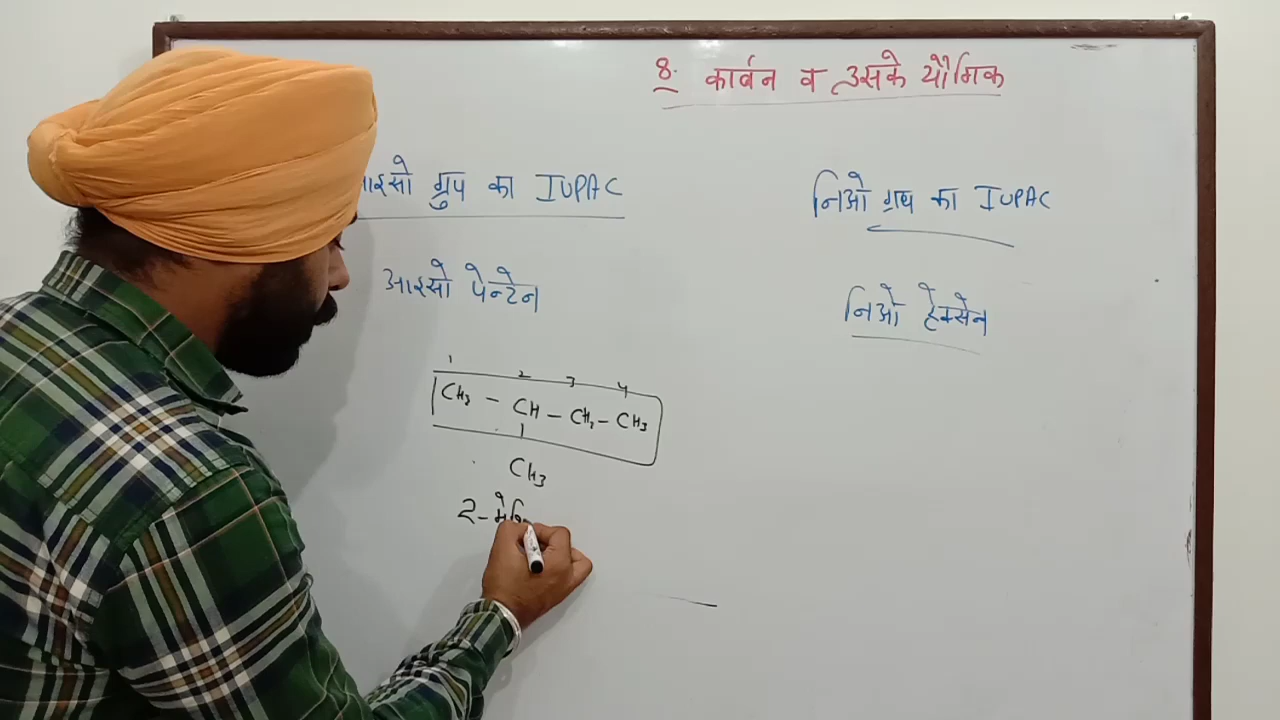 8. कार्बन व उसके यौगिक
आइसो ग्रुप का IUPAC
निओ ग्रुप का IUPAC
आइसो पेन्टेन
निओ हेक्सेन
1 2 3 4
CH₃ – CH – CH₂ – CH₃
|
CH₃
2-मेथि